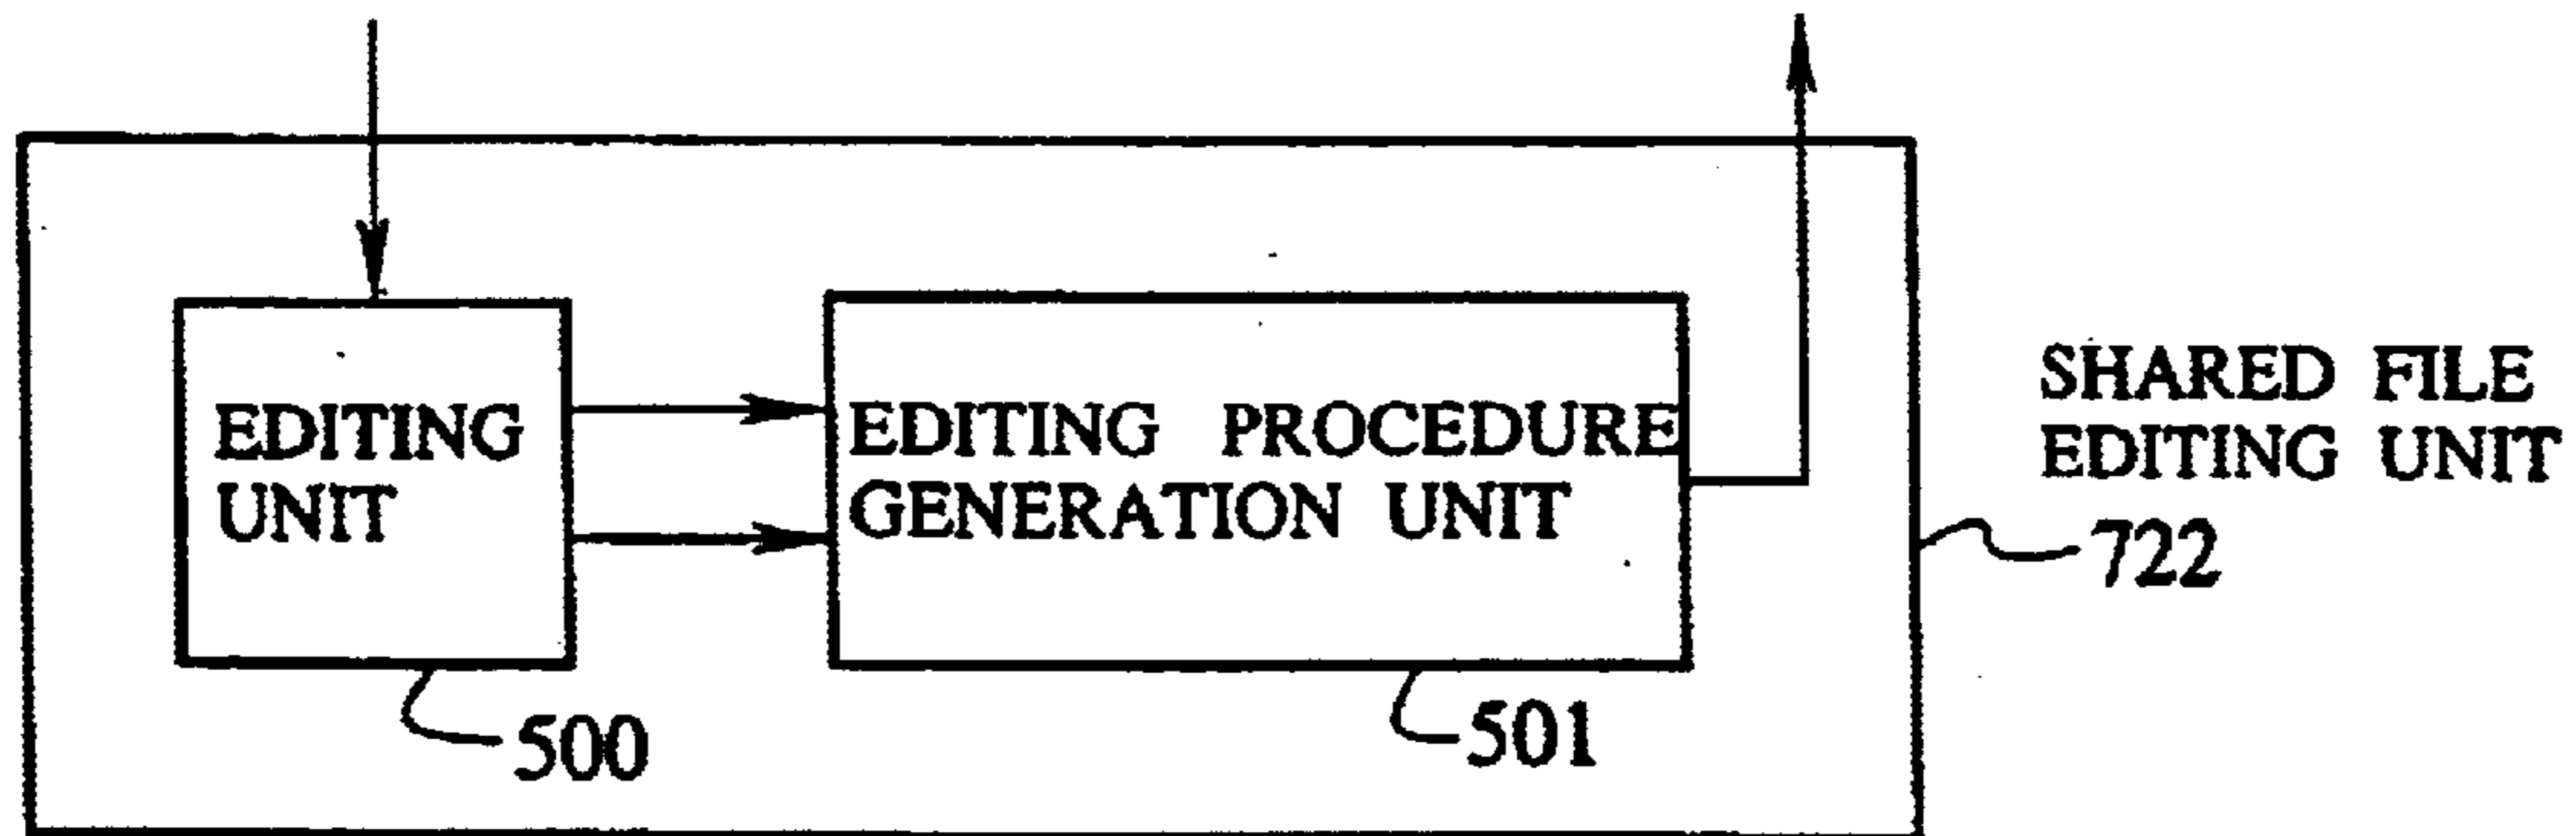 EDITING
UNIT
500
EDITING PROCEDURE
GENERATION UNIT
501
SHARED FILE
EDITING UNIT
722